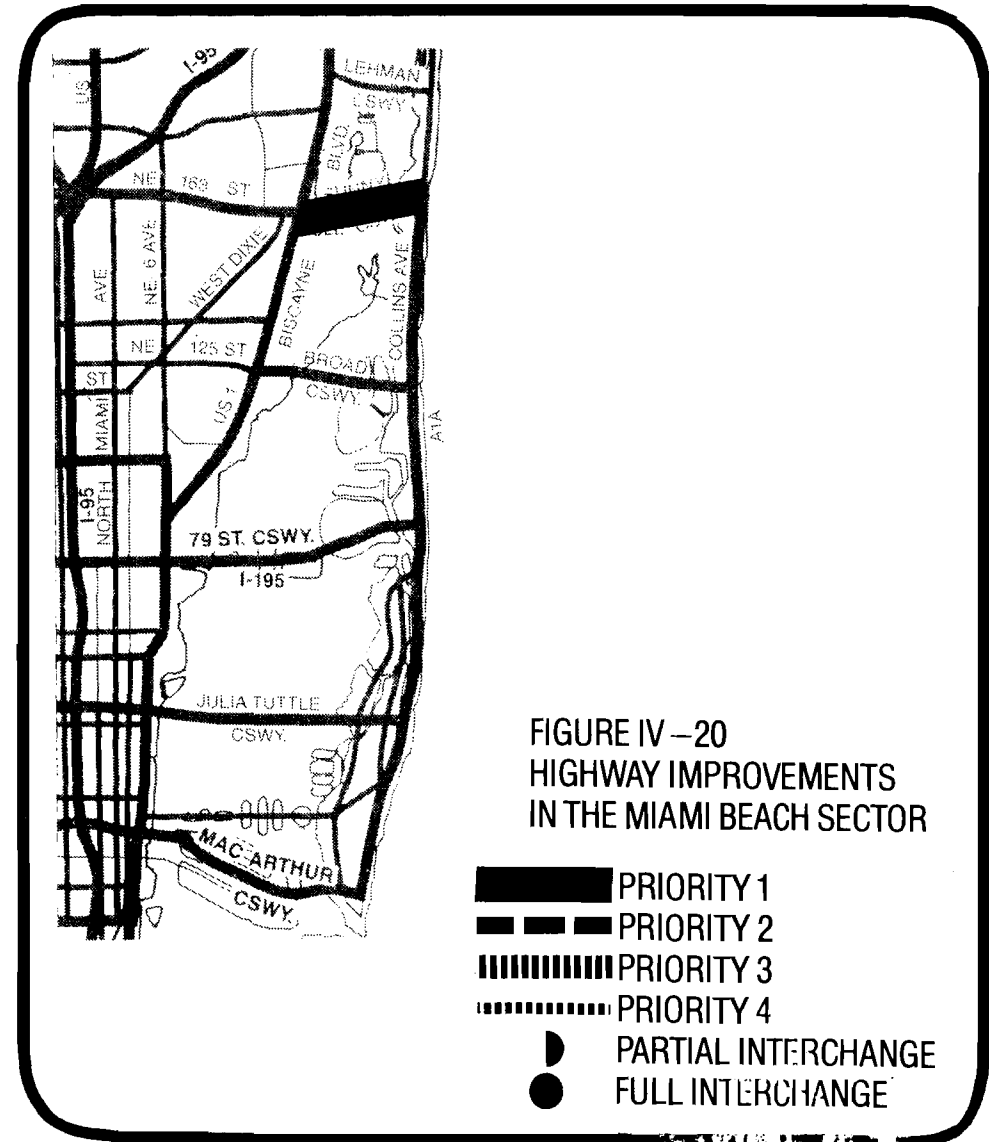 I-95
US
LEHMAN
CSWY
BLVD.
NE 163 ST
NE 6 AVE.
WEST DIXIE
AVE
BISCAYNE
COLLINS AVE
NE 125 ST
BROAD
CSWY.
ST
US 1
A1A
NORTH MIAMI
I-95
79 ST. CSWY.
I-195
JULIA TUTTLE
CSWY.
MAC ARTHUR
CSWY.
FIGURE IV-20
HIGHWAY IMPROVEMENTS
IN THE MIAMI BEACH SECTOR
PRIORITY 1
PRIORITY 2
PRIORITY 3
PRIORITY 4
PARTIAL INTERCHANGE
FULL INTERCHANGE